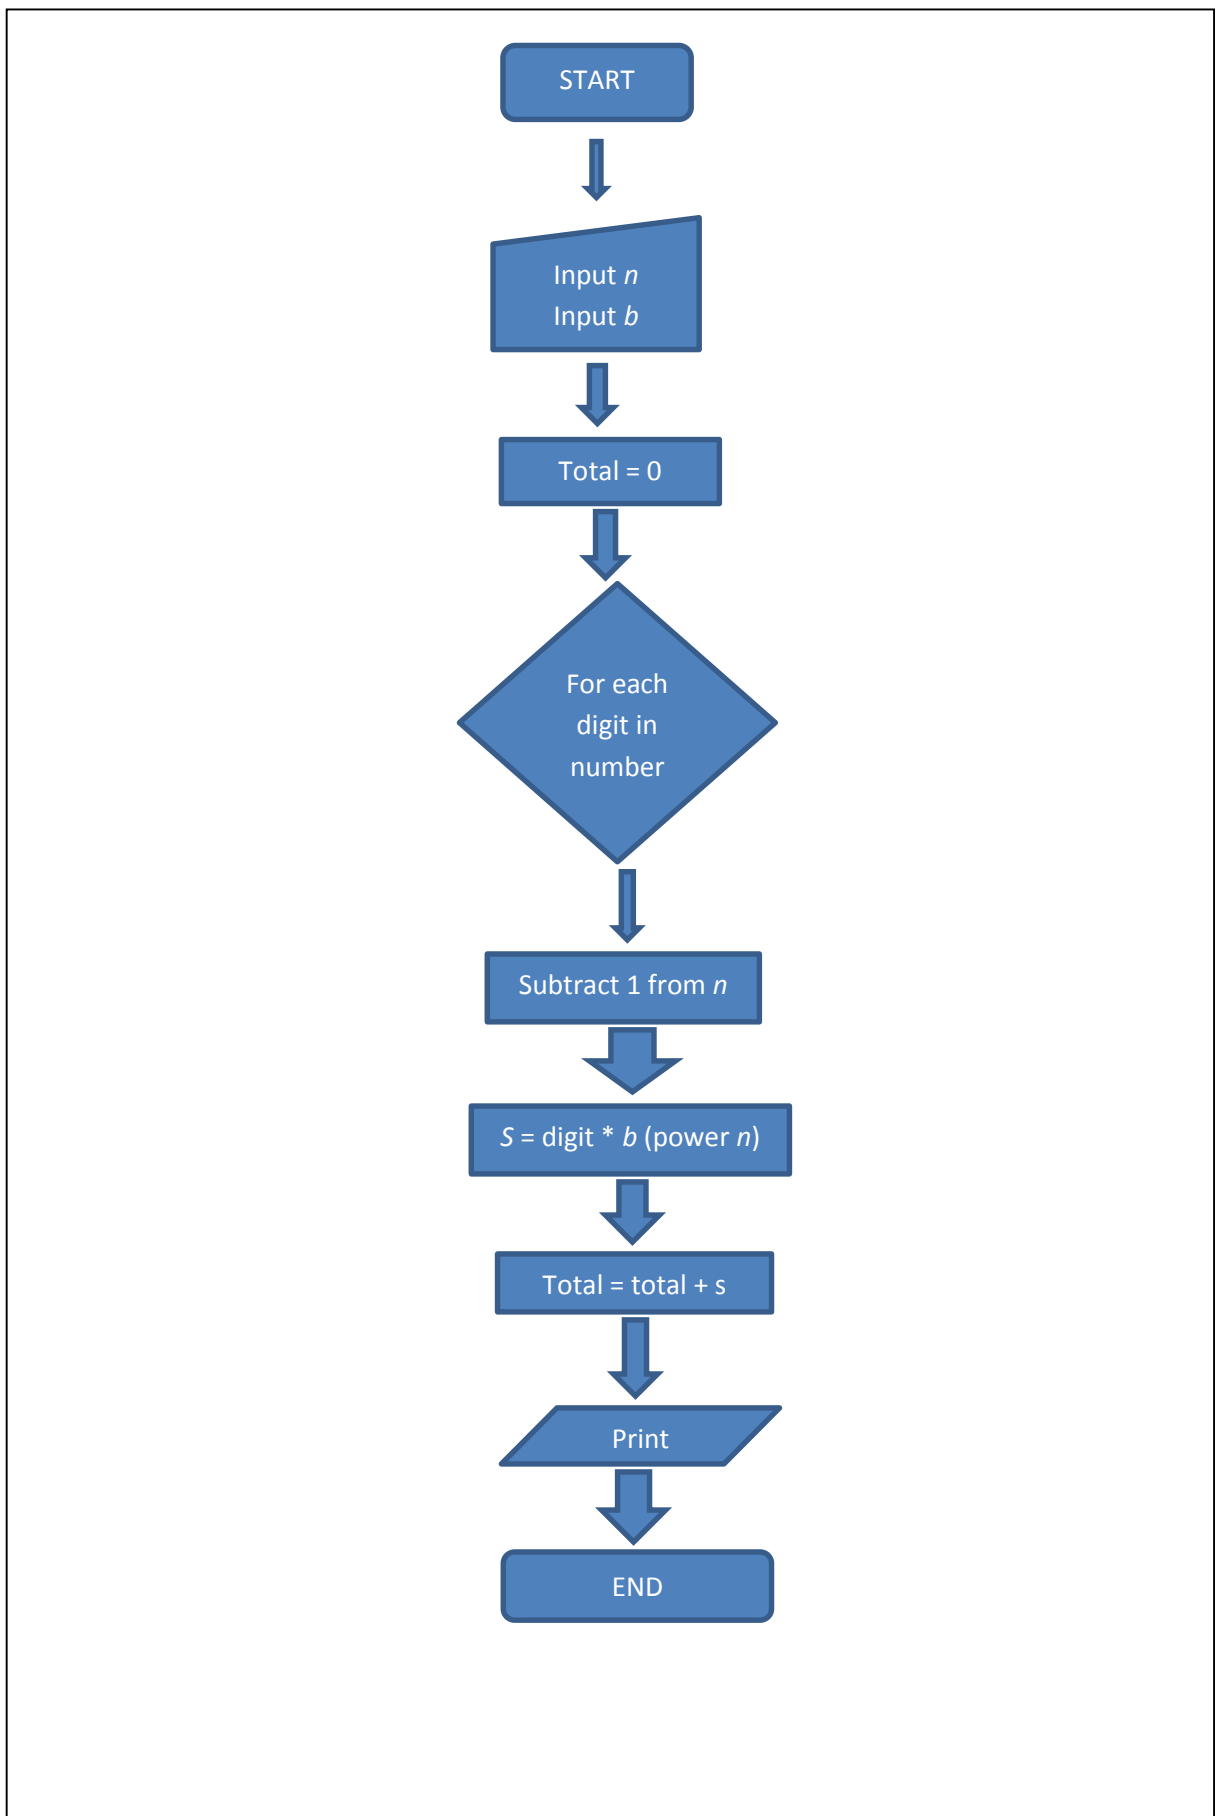 START
Input n
Input b
Total = 0
For each
digit in
number
Subtract 1 from n
S = digit * b (power n)
Total = total + s
Print
END